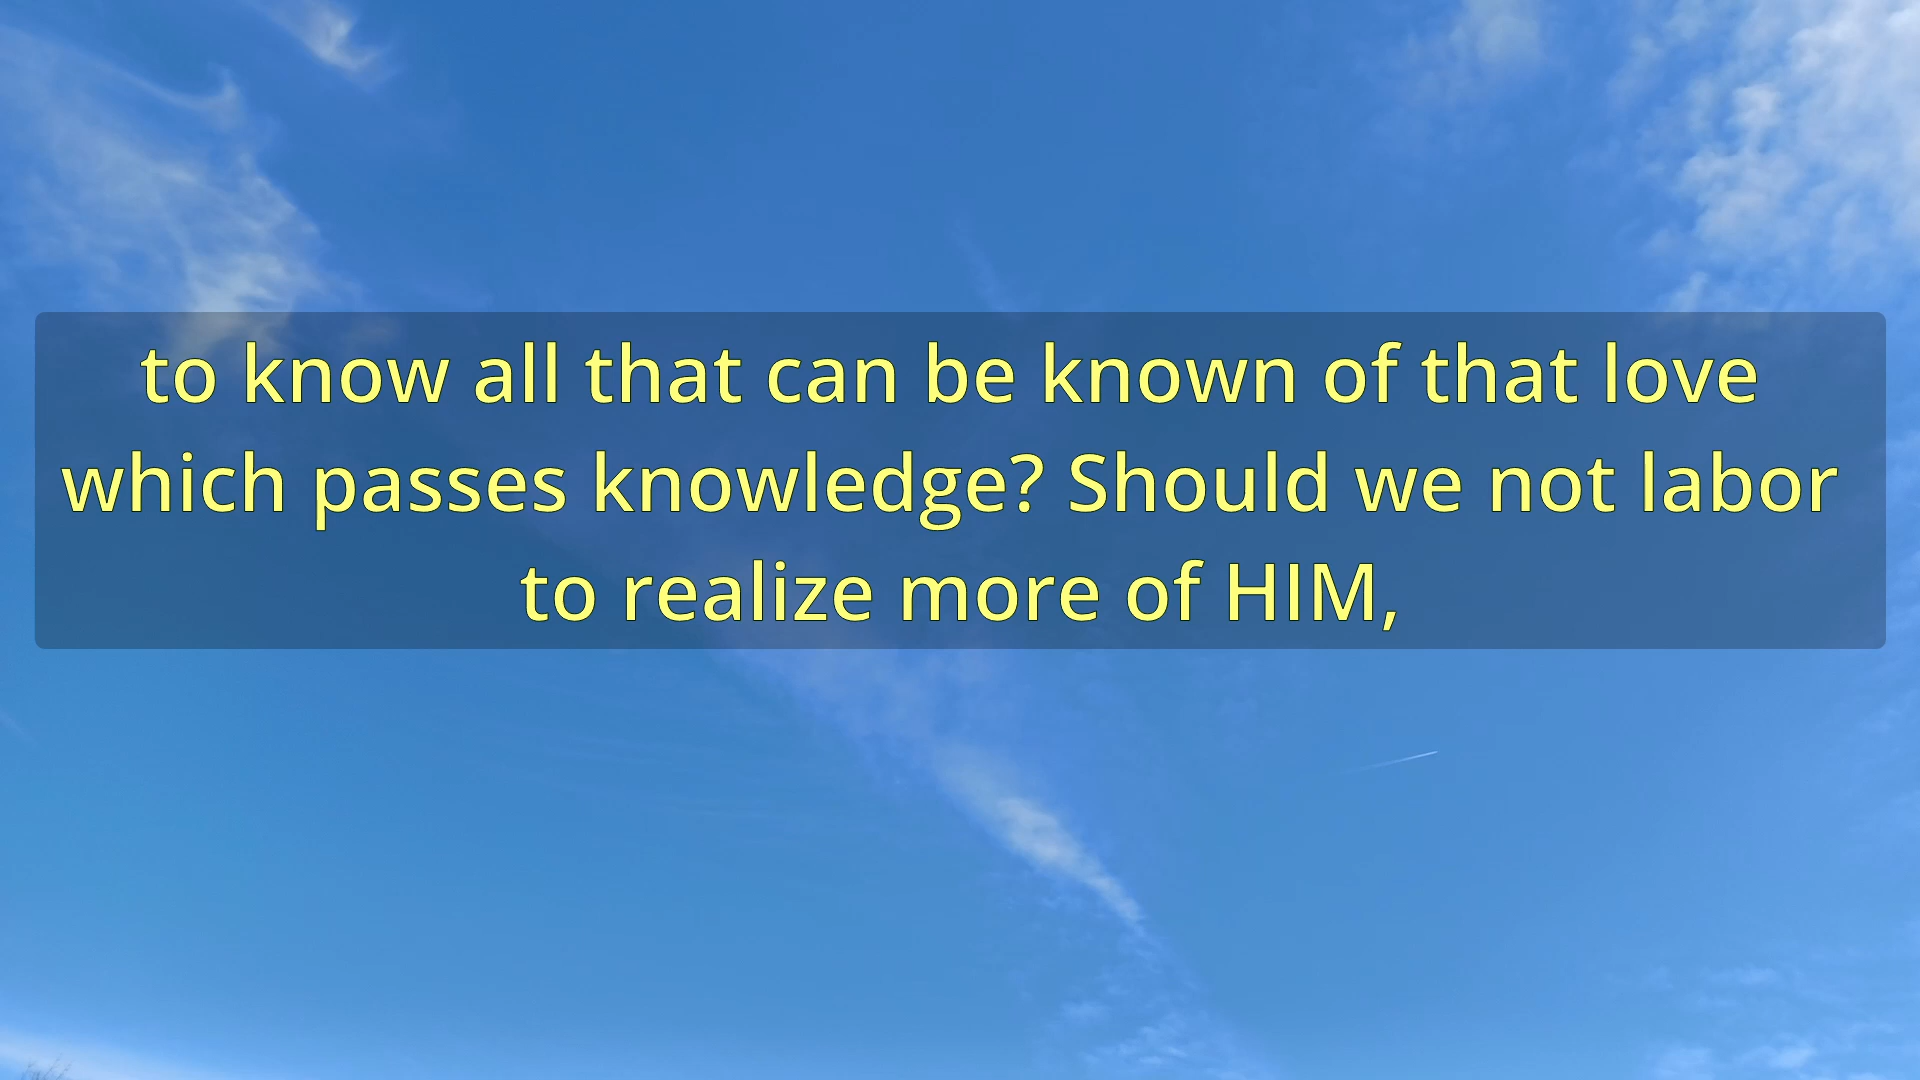 to know all that can be known of that love
which passes knowledge? Should we not labor
to realize more of HIM,